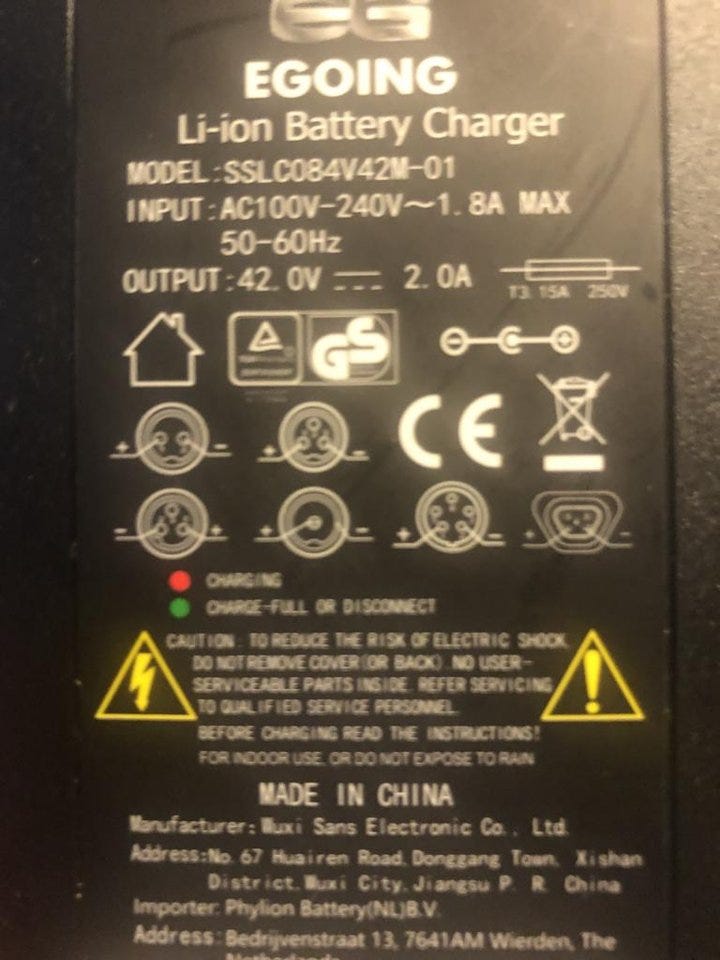 EG
EGOING
Li-ion Battery Charger
MODEL:SSLC084V42M-01
INPUT:AC100V-240V~1.8A MAX
50-60Hz
OUTPUT:42.0V 2.0A
T3.15A 250V
GS
+ - + - CE
- + + - + - + -
CHARGING
CHARGE-FULL OR DISCONNECT
CAUTION: TO REDUCE THE RISK OF ELECTRIC SHOCK,
DO NOT REMOVE COVER (OR BACK). NO USER-
SERVICEABLE PARTS INSIDE. REFER SERVICING
TO QUALIFIED SERVICE PERSONNEL.
BEFORE CHARGING READ THE INSTRUCTIONS!
FOR INDOOR USE, OR DO NOT EXPOSE TO RAIN
MADE IN CHINA
Manufacturer: Wuxi Sans Electronic Co., Ltd.
Address:No.67 Huairen Road,Donggang Town, Xishan
District,Wuxi City,Jiangsu P. R. China
Importer: Phylion Battery(NL)B.V.
Address: Bedrijvenstraat 13, 7641AM Wierden, The
Netherlands